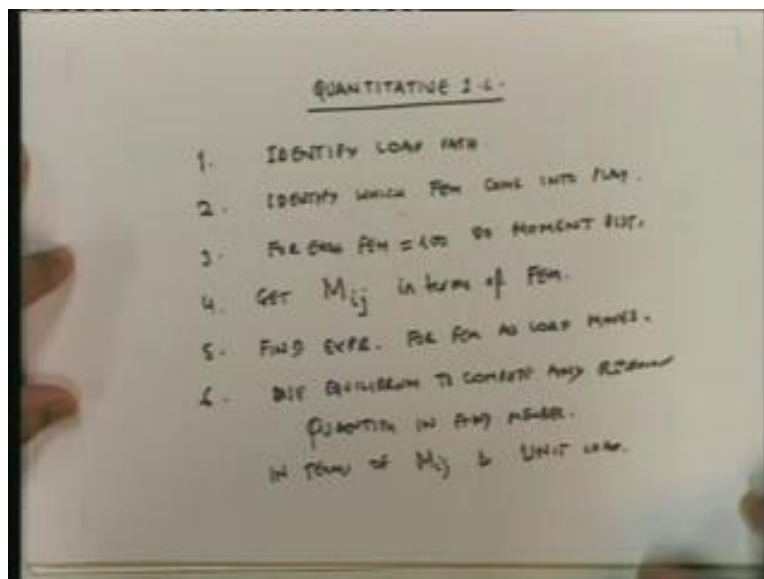 QUANTITATIVE I.L.
1. IDENTIFY LOAD PATH
2. IDENTIFY WHICH FEM COME INTO PLAY.
3. FOR EACH FEM = 100 DO MOMENT DIST.
4. GET Mij in terms of FEM.
5. FIND EXPR. FOR FEM AS LOAD MOVES.
6. USE EQUILIBRIUM TO COMPUTE ANY
QUANTITY IN ANY MEMBER.
IN TERMS OF Mij & UNIT LOAD.